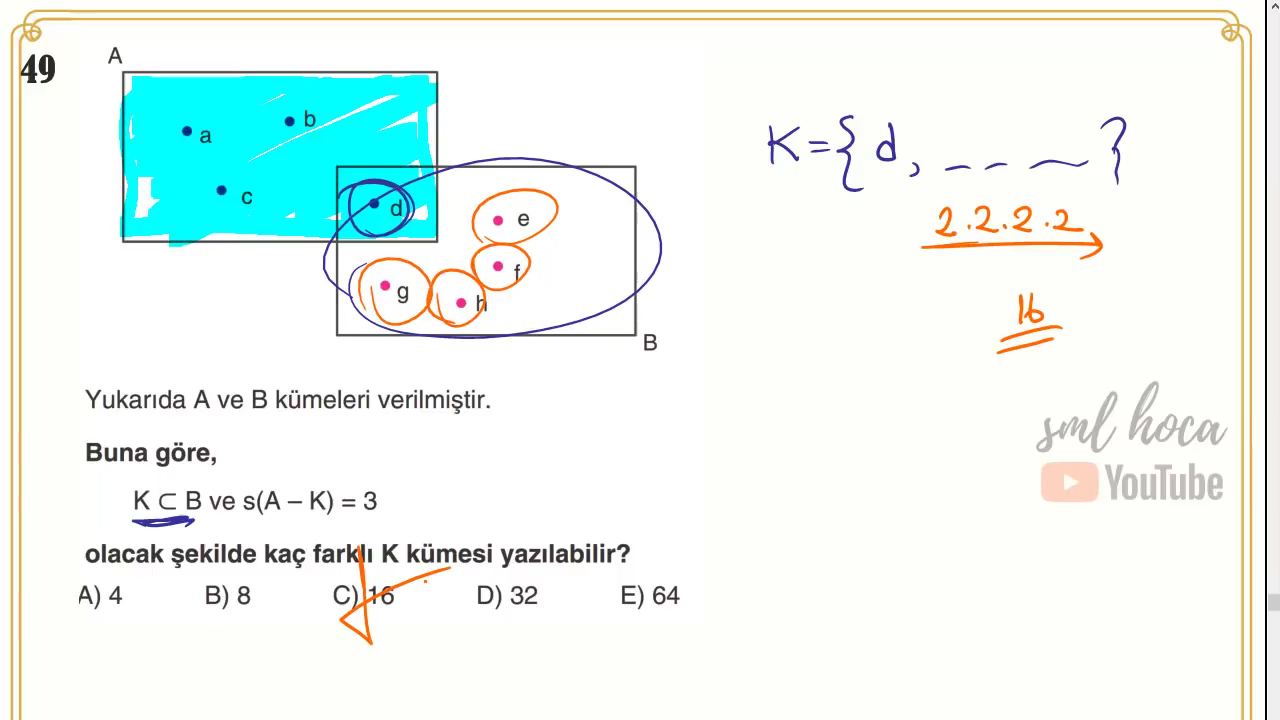 49
A
a
b
c
d
e
f
g
h
B
K={ d, _ _ _ }
2.2.2.2
16
Yukarıda A ve B kümeleri verilmiştir.
Buna göre,
K ⊂ B ve s(A – K) = 3
olacak şekilde kaç farklı K kümesi yazılabilir?
A) 4 B) 8 C) 16 D) 32 E) 64
sml hoca
YouTube